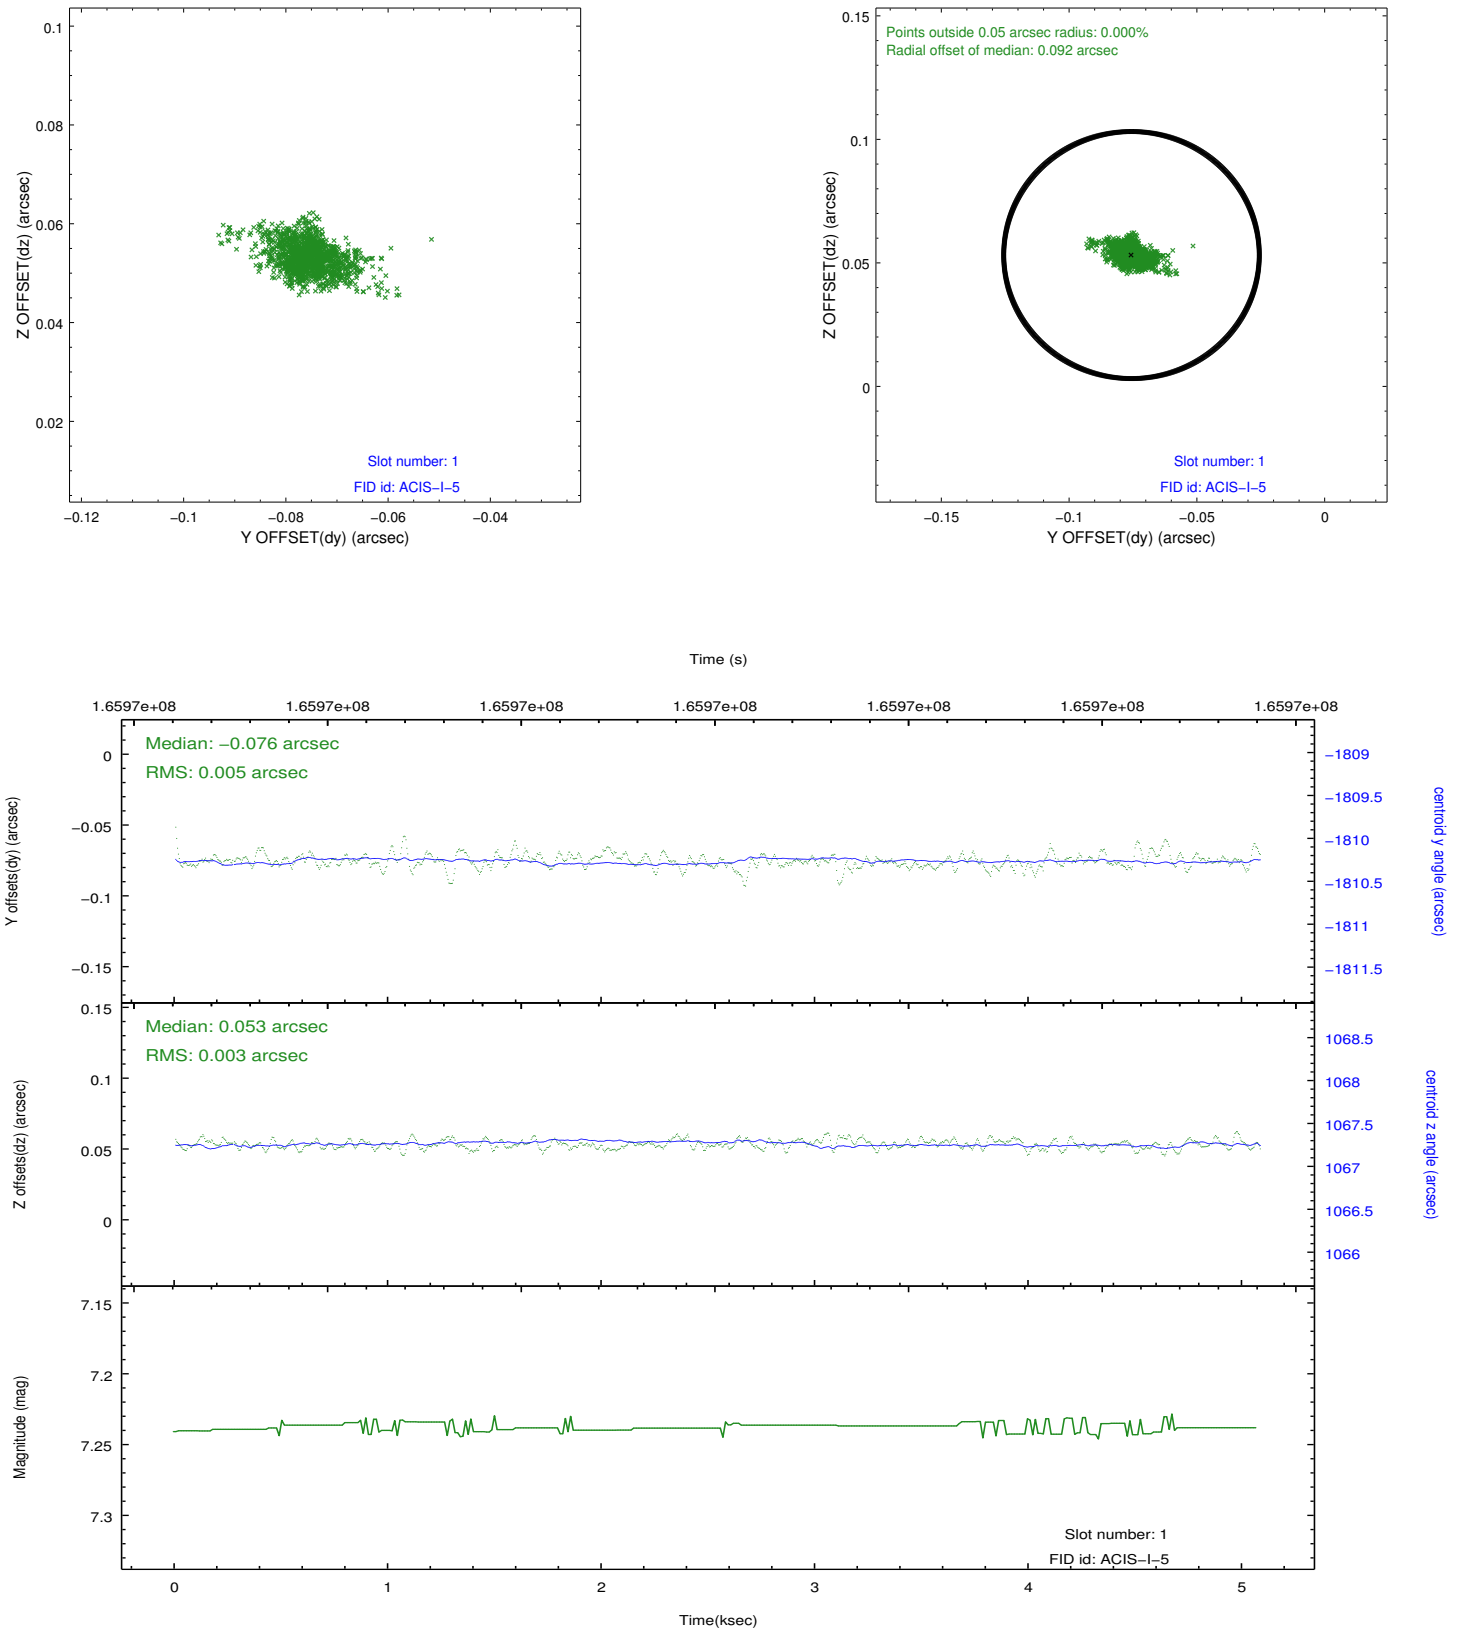 0.1
0.08
0.06
0.04
0.02
Z OFFSET(dz) (arcsec)
Slot number: 1
FID id: ACIS−I−5
−0.12
−0.1
−0.08
−0.06
−0.04
Y OFFSET(dy) (arcsec)
0.15
0.1
0.05
0
Z OFFSET(dz) (arcsec)
Points outside 0.05 arcsec radius: 0.000%
Radial offset of median: 0.092 arcsec
Slot number: 1
FID id: ACIS−I−5
−0.15
−0.1
−0.05
0
Y OFFSET(dy) (arcsec)
Time (s)
1.6597e+08
1.6597e+08
1.6597e+08
1.6597e+08
1.6597e+08
1.6597e+08
1.6597e+08
Median: −0.076 arcsec
RMS: 0.005 arcsec
0
−0.05
−0.1
−0.15
Y offsets(dy) (arcsec)
−1809
−1809.5
−1810
−1810.5
−1811
−1811.5
centroid y angle (arcsec)
Median: 0.053 arcsec
RMS: 0.003 arcsec
0.15
0.1
0.05
0
Z offsets(dz) (arcsec)
1068.5
1068
1067.5
1067
1066.5
1066
centroid z angle (arcsec)
7.15
7.2
7.25
7.3
Magnitude (mag)
Slot number: 1
FID id: ACIS−I−5
0
1
2
3
4
5
Time(ksec)